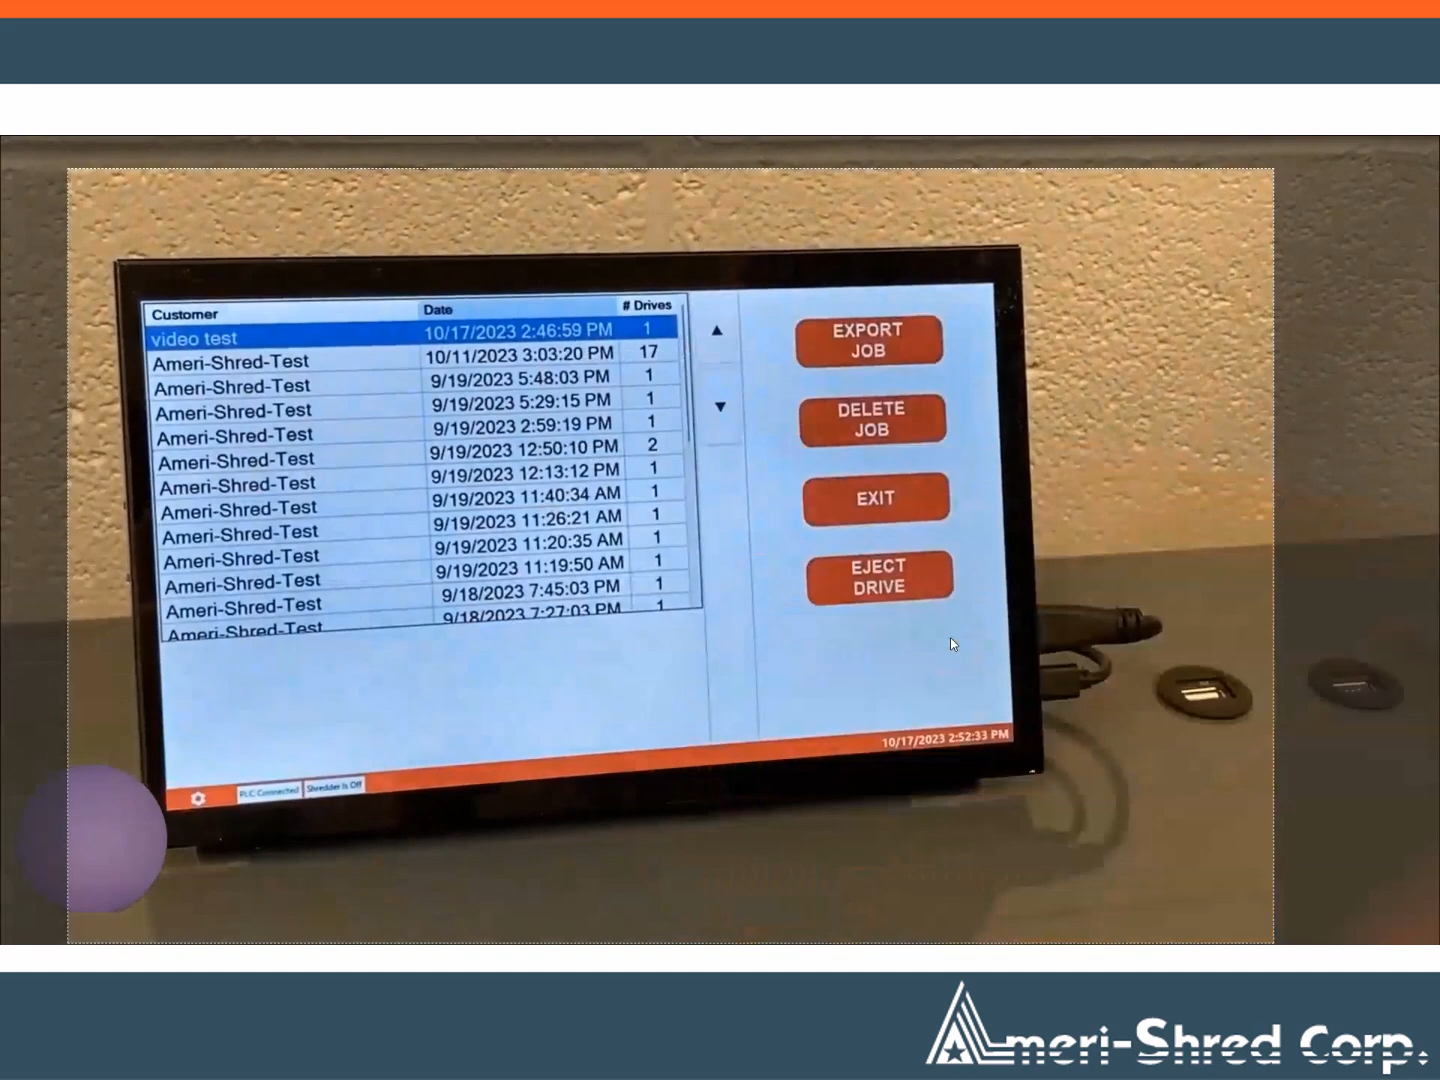 Customer Date # Drives
video test 10/17/2023 2:46:59 PM 1
Ameri-Shred-Test 10/11/2023 3:03:20 PM 17
Ameri-Shred-Test 9/19/2023 5:48:03 PM 1
Ameri-Shred-Test 9/19/2023 5:29:15 PM 1
Ameri-Shred-Test 9/19/2023 2:59:19 PM 1
Ameri-Shred-Test 9/19/2023 12:50:10 PM 2
Ameri-Shred-Test 9/19/2023 12:13:12 PM 1
Ameri-Shred-Test 9/19/2023 11:40:34 AM 1
Ameri-Shred-Test 9/19/2023 11:26:21 AM 1
Ameri-Shred-Test 9/19/2023 11:20:35 AM 1
Ameri-Shred-Test 9/19/2023 11:19:50 AM 1
Ameri-Shred-Test 9/18/2023 7:45:03 PM 1
Ameri-Shred-Test 9/18/2023 7:27:03 PM 1
EXPORT
JOB
DELETE
JOB
EXIT
EJECT
DRIVE
PLC Connected Shredder Is Off 10/17/2023 2:52:33 PM
Ameri-Shred Corp.